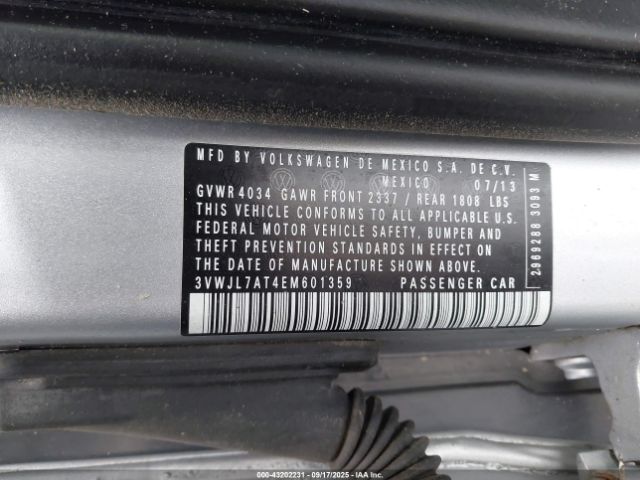 MFD BY VOLKSWAGEN DE MEXICO S.A. DE C.V.
MEXICO 07/13
GVWR 4034 GAWR FRONT 2337 / REAR 1808 LBS
THIS VEHICLE CONFORMS TO ALL APPLICABLE U.S.
FEDERAL MOTOR VEHICLE SAFETY, BUMPER AND
THEFT PREVENTION STANDARDS IN EFFECT ON
THE DATE OF MANUFACTURE SHOWN ABOVE.
3VWJL7AT4EM601359 PASSENGER CAR
2969288 3093 M
000-43202231 - 09/17/2025 - IAA Inc.